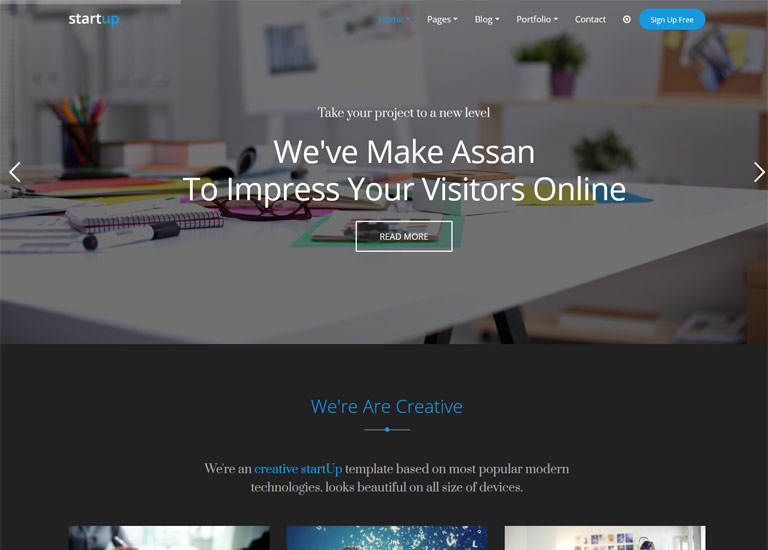 startup
Home Pages Blog Portfolio Contact Sign Up Free
Take your project to a new level
We've Make Assan
To Impress Your Visitors Online
READ MORE
We're Are Creative
We're an creative startUp template based on most popular modern
technologies. looks beautiful on all size of devices.